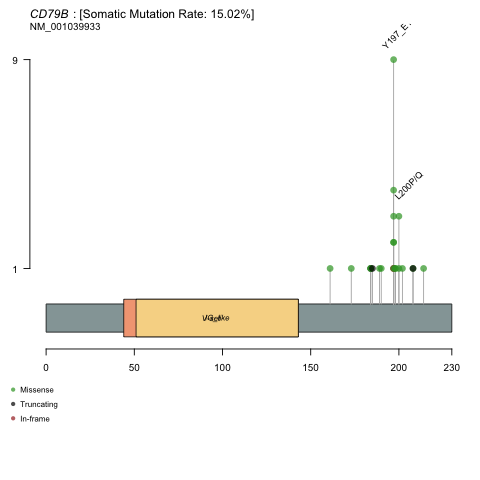 CD79B : [Somatic Mutation Rate: 15.02%]
NM_001039933
Y197_E.
9
L200P/Q
1
0 50 100 150 200 230
Missense
Truncating
In-frame